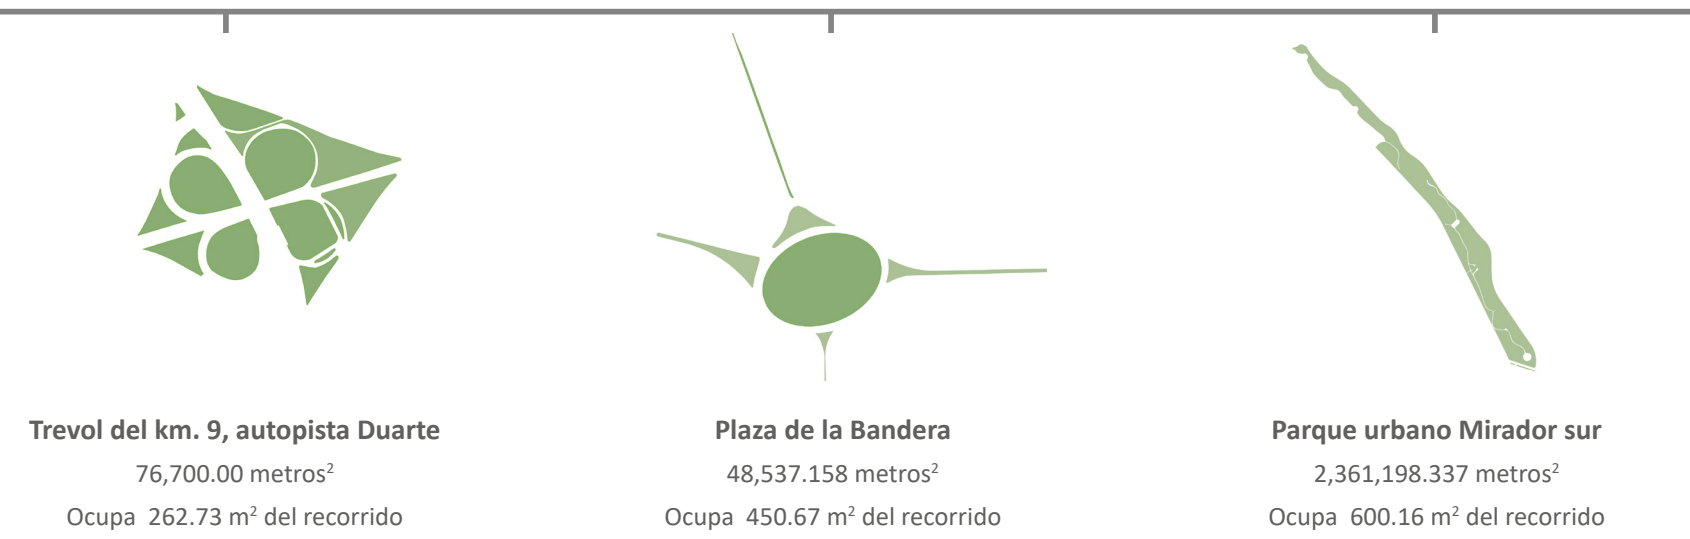 Trevol del km. 9, autopista Duarte
76,700.00 metros²
Ocupa 262.73 m² del recorrido
Plaza de la Bandera
48,537.158 metros²
Ocupa 450.67 m² del recorrido
Parque urbano Mirador sur
2,361,198.337 metros²
Ocupa 600.16 m² del recorrido